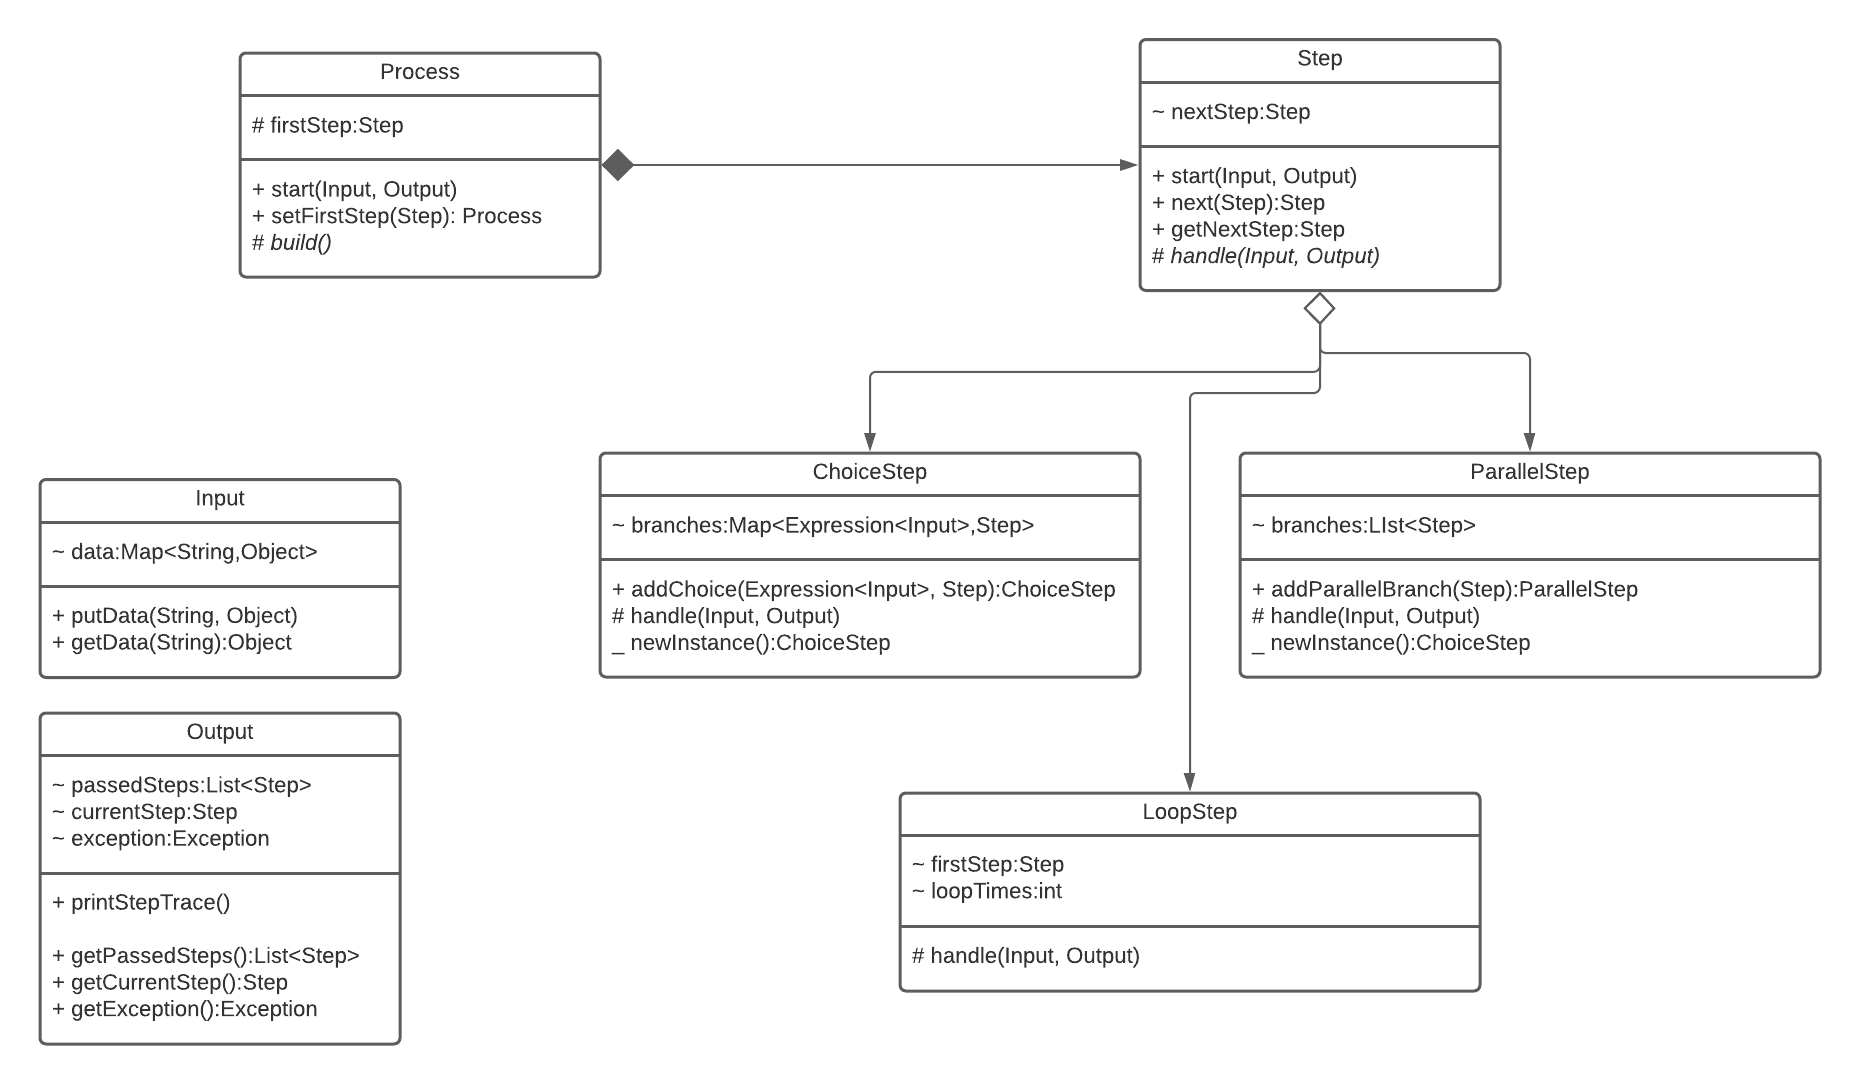 Process
# firstStep:Step
+ start(Input, Output)
+ setFirstStep(Step): Process
# build()
Step
~ nextStep:Step
+ start(Input, Output)
+ next(Step):Step
+ getNextStep:Step
# handle(Input, Output)
Input
~ data:Map<String,Object>
+ putData(String, Object)
+ getData(String):Object
ChoiceStep
~ branches:Map<Expression<Input>,Step>
+ addChoice(Expression<Input>, Step):ChoiceStep
# handle(Input, Output)
_ newInstance():ChoiceStep
ParallelStep
~ branches:LIst<Step>
+ addParallelBranch(Step):ParallelStep
# handle(Input, Output)
_ newInstance():ChoiceStep
Output
~ passedSteps:List<Step>
~ currentStep:Step
~ exception:Exception
+ printStepTrace()
+ getPassedSteps():List<Step>
+ getCurrentStep():Step
+ getException():Exception
LoopStep
~ firstStep:Step
~ loopTimes:int
# handle(Input, Output)